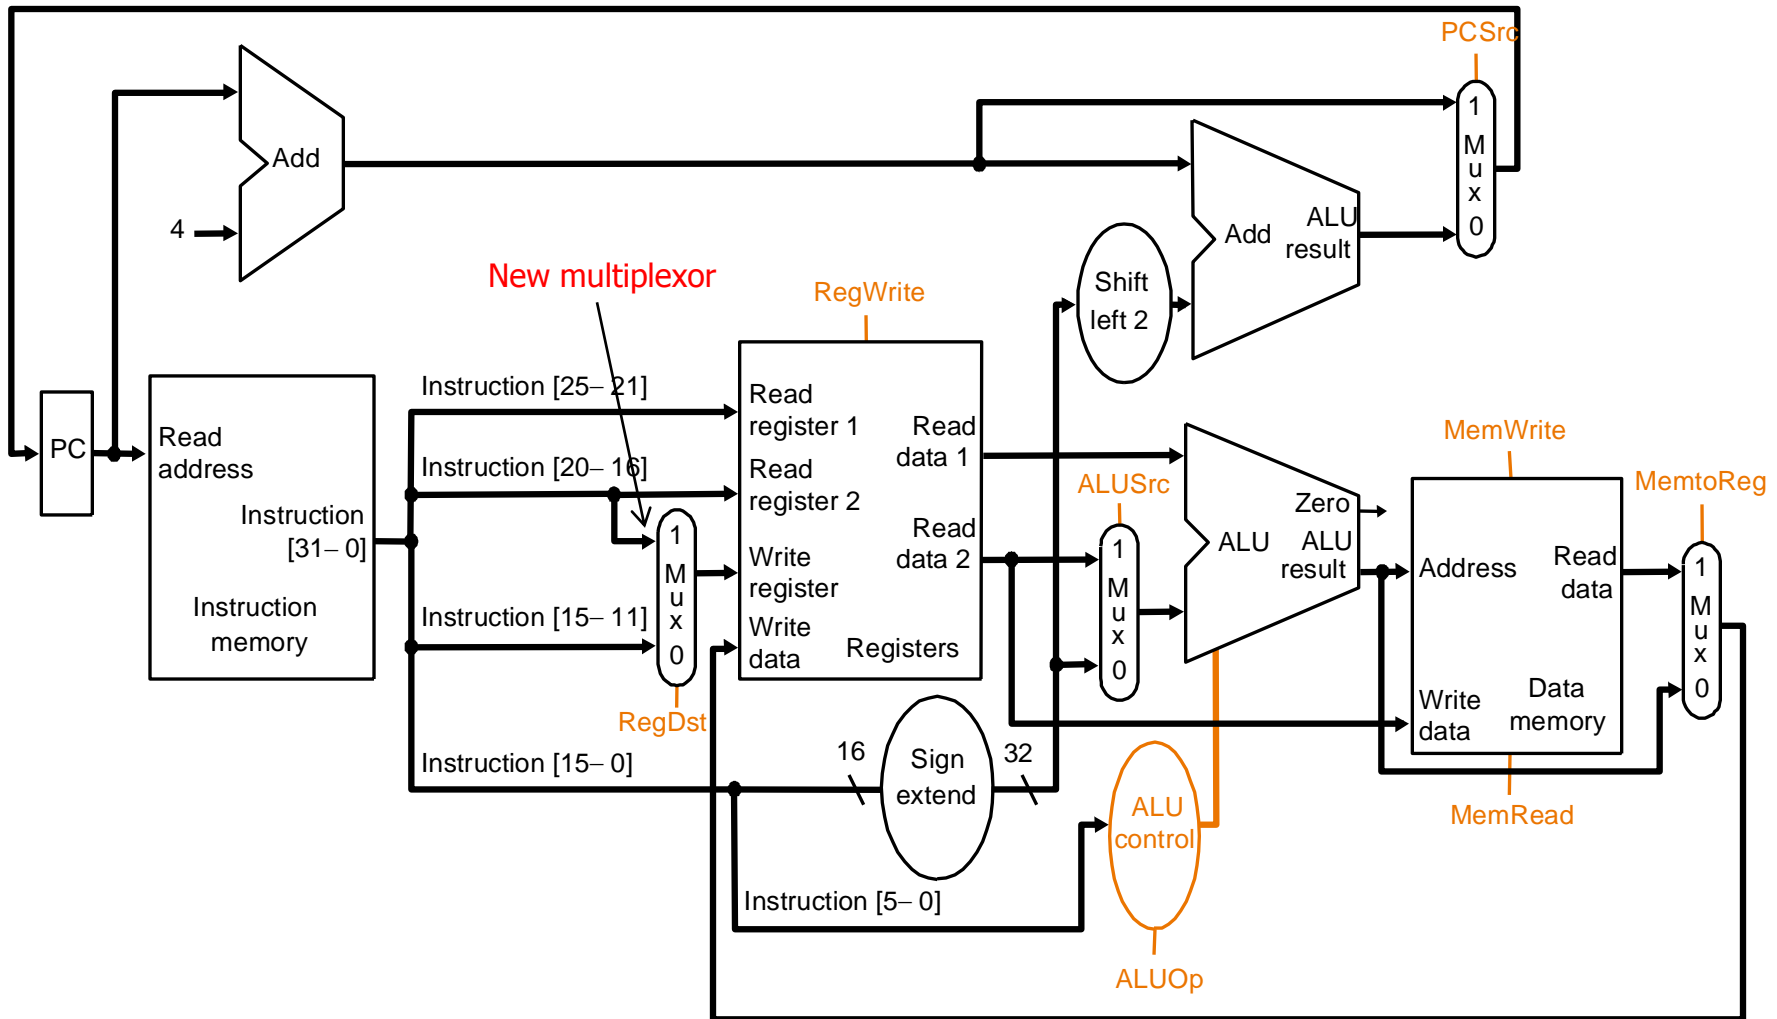 PCSrc
1
M
u
x
0
Add
4
Add
ALU
result
Shift
left 2
New multiplexor
RegWrite
PC
Read
address
Instruction
[31– 0]
Instruction
memory
Instruction [25– 21]
Instruction [20– 16]
Instruction [15– 11]
Instruction [15– 0]
1
M
u
x
0
RegDst
Read
register 1
Read
register 2
Write
register
Write
data
Read
data 1
Read
data 2
Registers
16
Sign
extend
32
Instruction [5– 0]
ALUSrc
1
M
u
x
0
Zero
ALU
ALU
result
ALU
control
ALUOp
MemWrite
Address
Read
data
Write
data
Data
memory
MemRead
MemtoReg
1
M
u
x
0